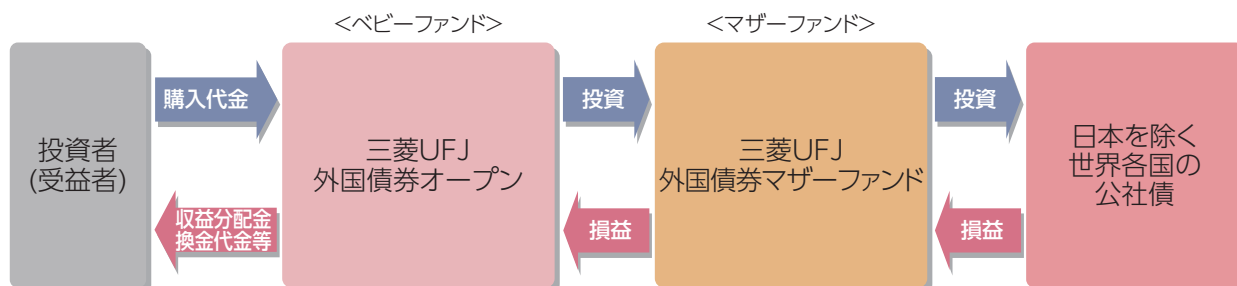 <ベビーファンド>
<マザーファンド>
投資者
(受益者)
購入代金
収益分配金
換金代金等
三菱UFJ
外国債券オープン
投資
損益
三菱UFJ
外国債券マザーファンド
投資
損益
日本を除く
世界各国の
公社債